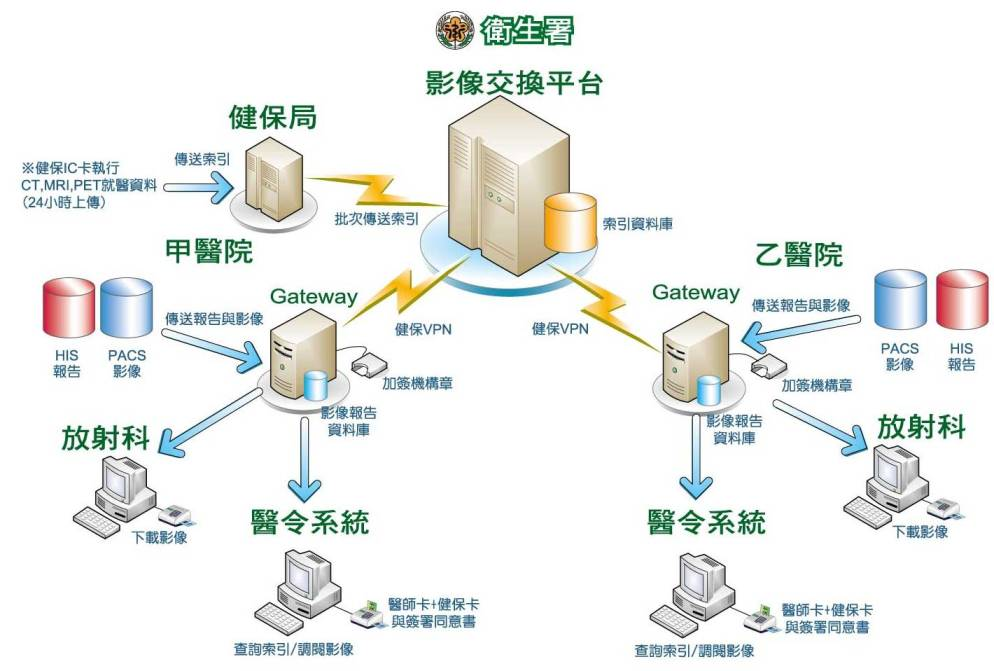 衛生署
影像交換平台
健保局
傳送索引
※健保IC卡執行
CT,MRI,PET就醫資料
(24小時上傳)
批次傳送索引
索引資料庫
甲醫院
乙醫院
Gateway
Gateway
傳送報告與影像
傳送報告與影像
健保VPN
健保VPN
HIS
報告
PACS
影像
PACS
影像
HIS
報告
加簽機構章
加簽機構章
影像報告
資料庫
影像報告
資料庫
放射科
放射科
下載影像
下載影像
醫令系統
醫令系統
醫師卡+健保卡
與簽署同意書
醫師卡+健保卡
與簽署同意書
查詢索引/調閱影像
查詢索引/調閱影像